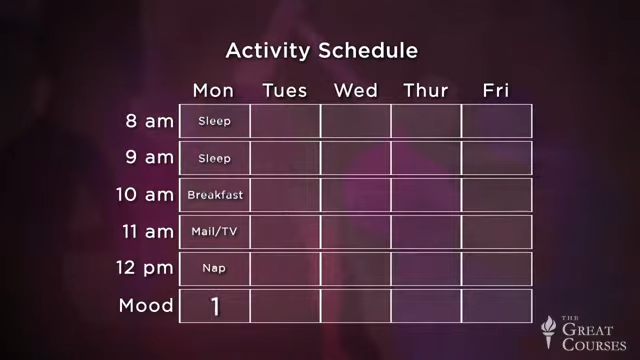 Activity Schedule
Mon Tues Wed Thur Fri
8 am Sleep
9 am Sleep
10 am Breakfast
11 am Mail/TV
12 pm Nap
Mood 1
THE
GREAT
COURSES